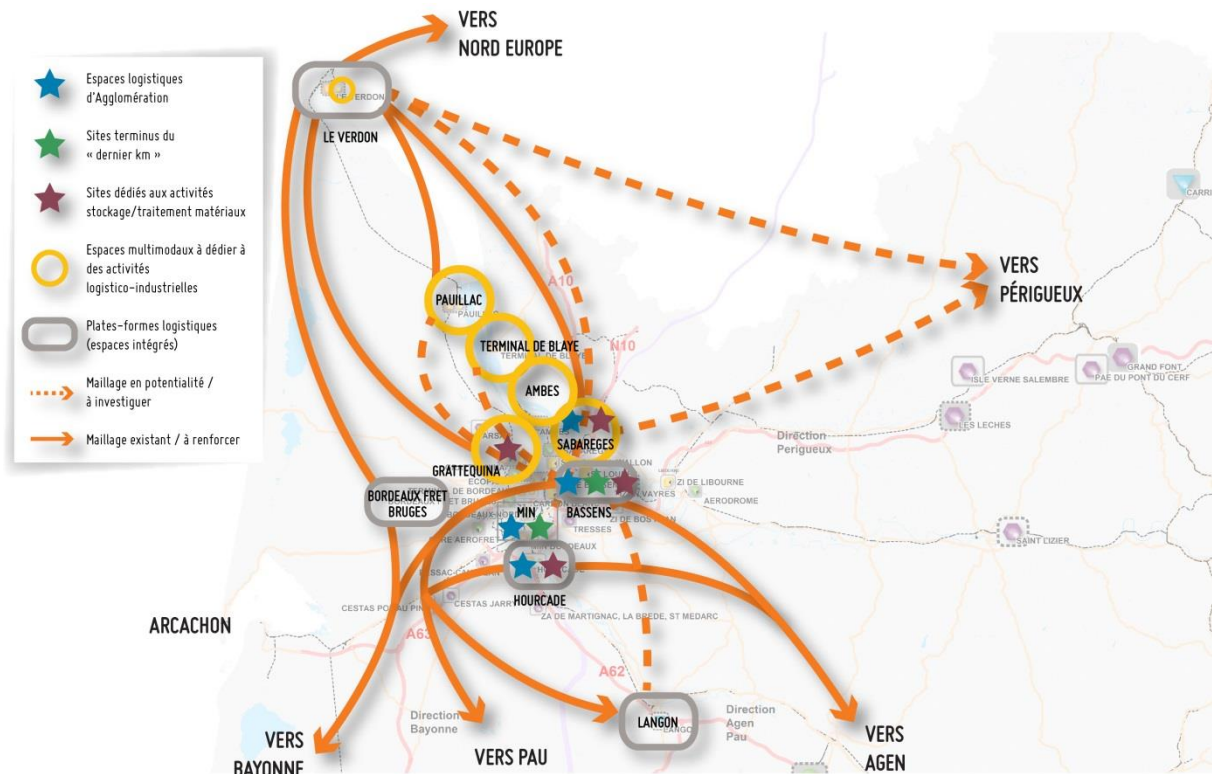 VERS
NORD EUROPE
Espaces logistiques
d'Agglomération
Sites terminus du
« dernier km »
Sites dédiés aux activités
stockage/traitement matériaux
Espaces multimodaux à dédier à
des activités
logistico-industrielles
Plates-formes logistiques
(espaces intégrés)
Maillage en potentialité /
à investiguer
Maillage existant / à renforcer
LE VERDON
CARRI
A10
VERS
PÉRIGUEUX
PAUILLAC
TERMINAL DE BLAYE
TERMINAL DE BLAYE
N10
GRAND FONT
PAE DU PONT DU CERF
ISLE VERNE SALEMBRE
AMBES
LES LECHES
SABAREGES
Direction
Perigueux
GRATTEQUINA
ZI DE LIBOURNE
AERODROME
BORDEAUX FRET
BRUGES
MIN
BASSENS
TRESSES
SAINT LIZIER
HOURCADE
CESTAS JARRY
ZA DE MARTIGNAC, LA BREDE, ST MEDARC
ARCACHON
A63
A62
Direction
Bayonne
LANGON
Direction
Agen
Pau
VERS
BAYONNE
VERS PAU
VERS
AGEN